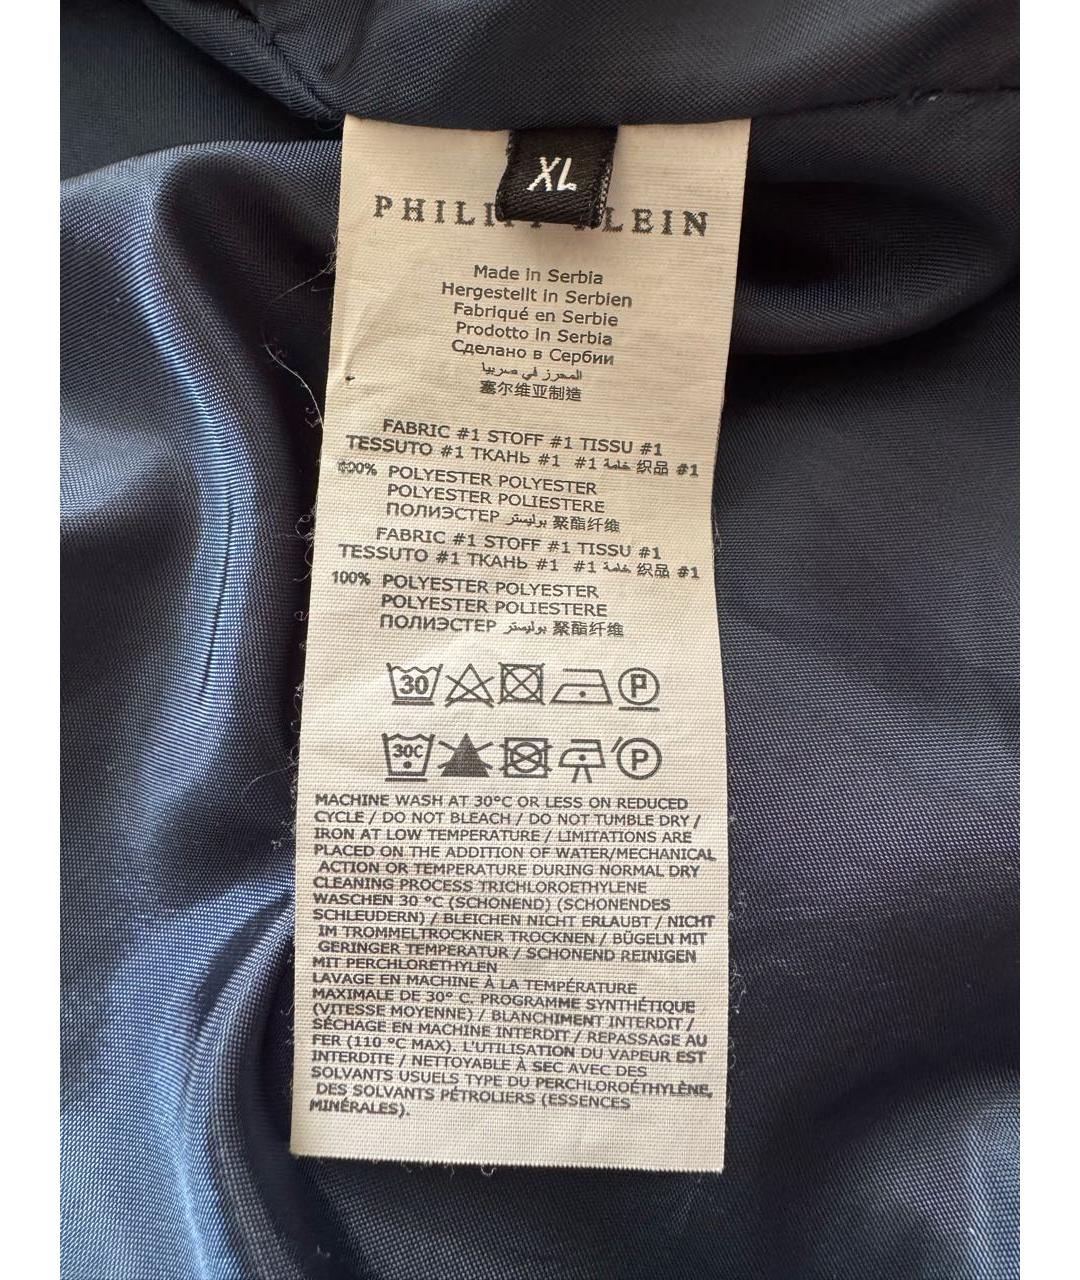 XL
PHILIPP PLEIN
Made in Serbia
Hergestellt in Serbien
Fabriqué en Serbie
Prodotto in Serbia
Сделано в Сербии
المحرز في صربيا
塞尔维亚制造
FABRIC #1 STOFF #1 TISSU #1
TESSUTO #1 ТКАНЬ #1 #1 خامة 织品 #1
100% POLYESTER POLYESTER
POLYESTER POLIESTERE
ПОЛИЭСТЕР بوليستر 聚酯纤维
FABRIC #1 STOFF #1 TISSU #1
TESSUTO #1 ТКАНЬ #1 #1 خامة 织品 #1
100% POLYESTER POLYESTER
POLYESTER POLIESTERE
ПОЛИЭСТЕР بوليستر 聚酯纤维
30 P
30C P
MACHINE WASH AT 30°C OR LESS ON REDUCED
CYCLE / DO NOT BLEACH / DO NOT TUMBLE DRY /
IRON AT LOW TEMPERATURE / LIMITATIONS ARE
PLACED ON THE ADDITION OF WATER/MECHANICAL
ACTION OR TEMPERATURE DURING NORMAL DRY
CLEANING PROCESS TRICHLOROETHYLENE
WASCHEN 30 °C (SCHONEND) (SCHONENDES
SCHLEUDERN) / BLEICHEN NICHT ERLAUBT / NICHT
IM TROMMELTROCKNER TROCKNEN / BÜGELN MIT
GERINGER TEMPERATUR / SCHONEND REINIGEN
MIT PERCHLORETHYLEN
LAVAGE EN MACHINE À LA TEMPÉRATURE
MAXIMALE DE 30° C. PROGRAMME SYNTHÉTIQUE
(VITESSE MOYENNE) / BLANCHIMENT INTERDIT /
SÉCHAGE EN MACHINE INTERDIT / REPASSAGE AU
FER (110 °C MAX). L'UTILISATION DU VAPEUR EST
INTERDITE / NETTOYABLE À SEC AVEC DES
SOLVANTS USUELS TYPE DU PERCHLOROÉTHYLÈNE,
DES SOLVANTS PÉTROLIERS (ESSENCES
MINÉRALES).